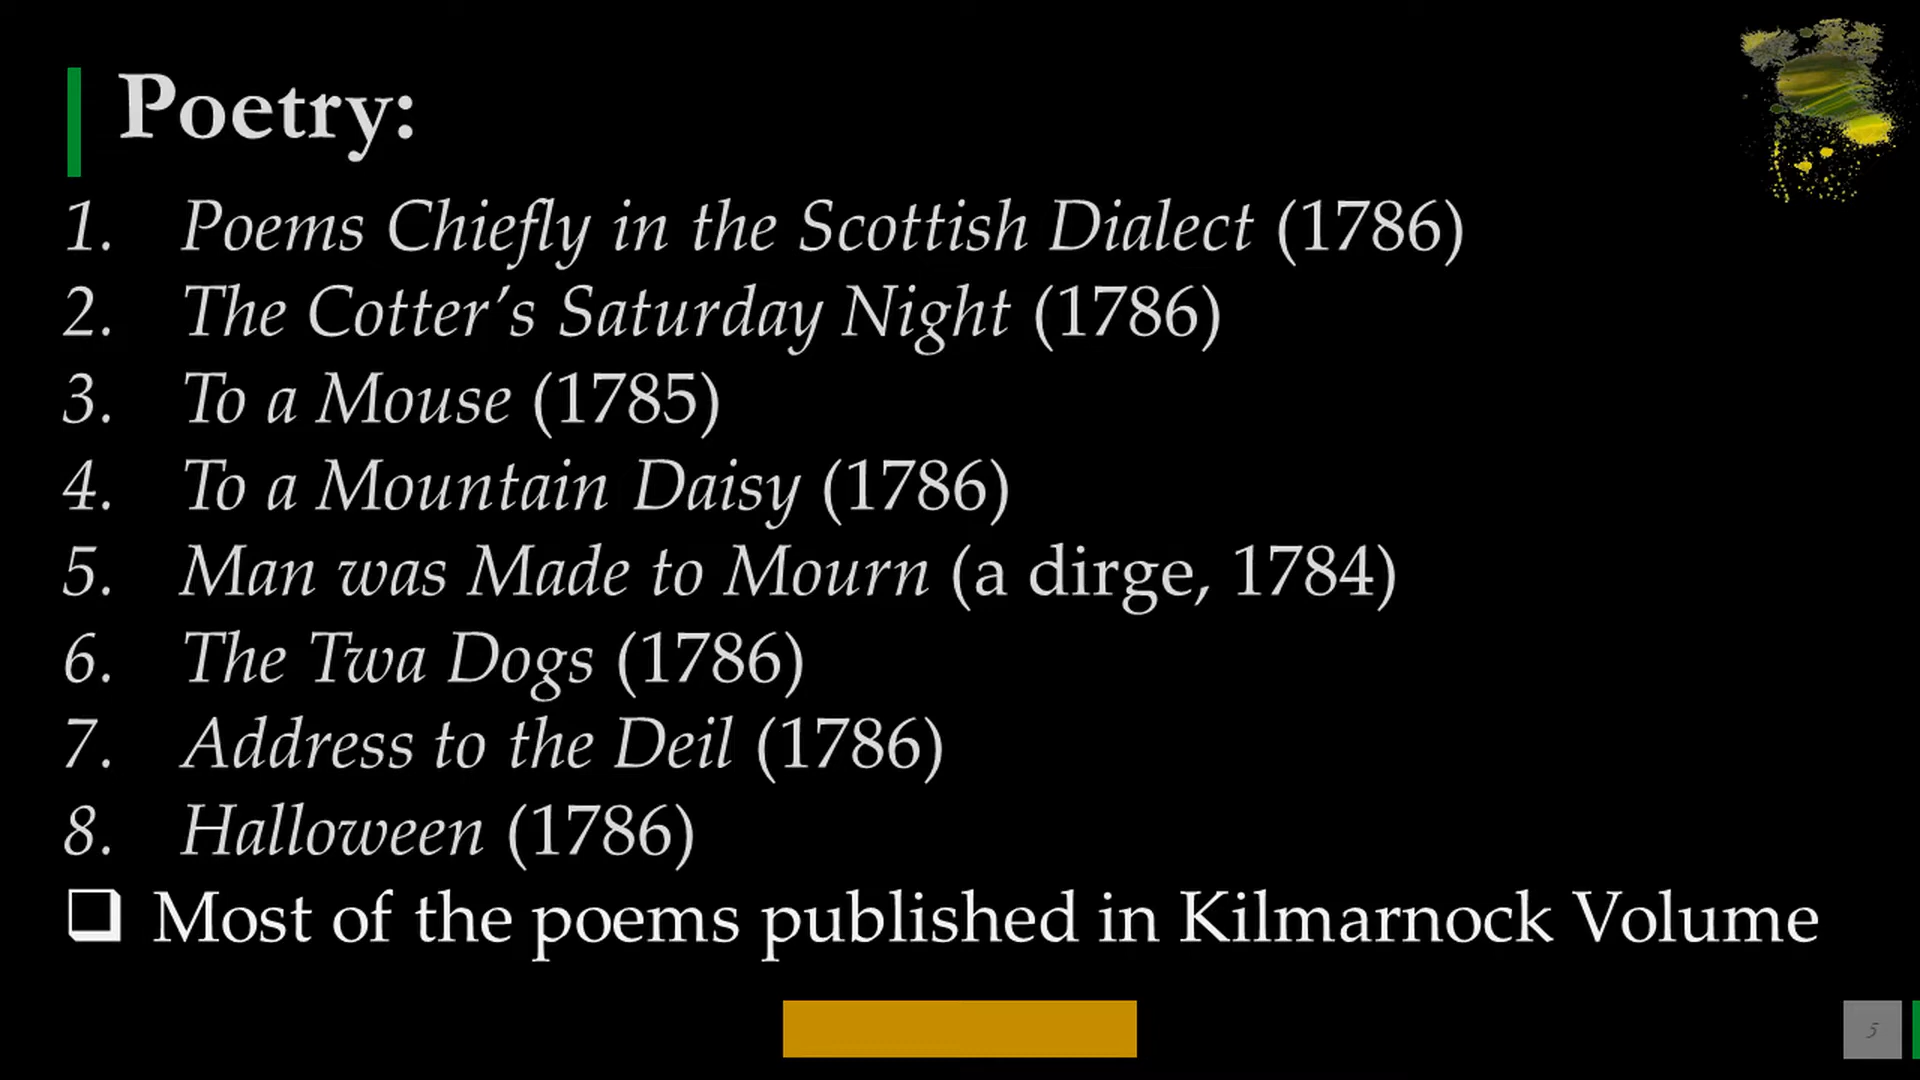 Poetry:
1. Poems Chiefly in the Scottish Dialect (1786)
2. The Cotter’s Saturday Night (1786)
3. To a Mouse (1785)
4. To a Mountain Daisy (1786)
5. Man was Made to Mourn (a dirge, 1784)
6. The Twa Dogs (1786)
7. Address to the Deil (1786)
8. Halloween (1786)
❑ Most of the poems published in Kilmarnock Volume
5